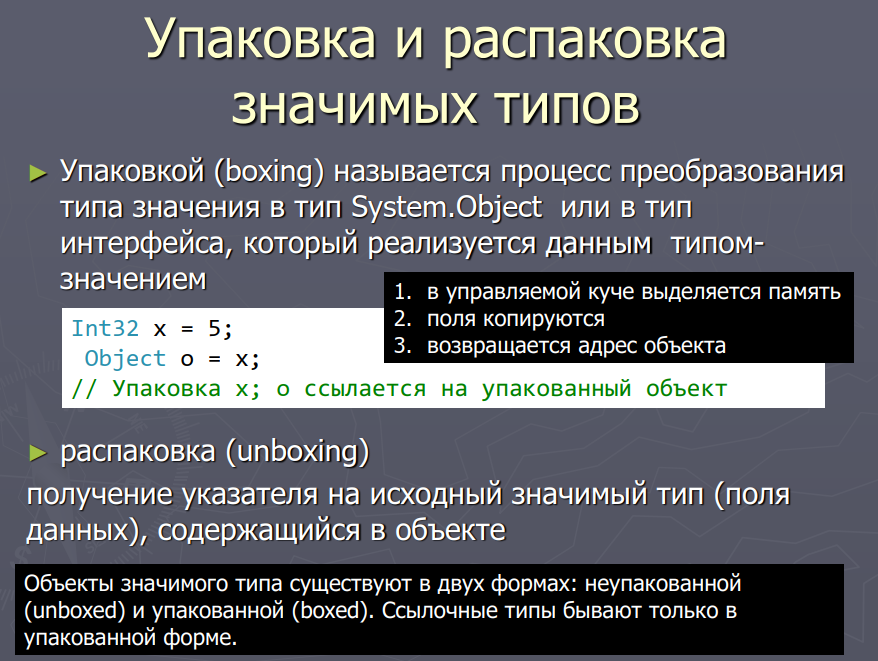 Упаковка и распаковка
значимых типов
► Упаковкой (boxing) называется процесс преобразования
типа значения в тип System.Object или в тип
интерфейса, который реализуется данным типом-
значением
1. в управляемой куче выделяется память
2. поля копируются
3. возвращается адрес объекта
Int32 x = 5;
Object o = x;
// Упаковка x; o ссылается на упакованный объект
► распаковка (unboxing)
получение указателя на исходный значимый тип (поля
данных), содержащийся в объекте
Объекты значимого типа существуют в двух формах: неупакованной
(unboxed) и упакованной (boxed). Ссылочные типы бывают только в
упакованной форме.